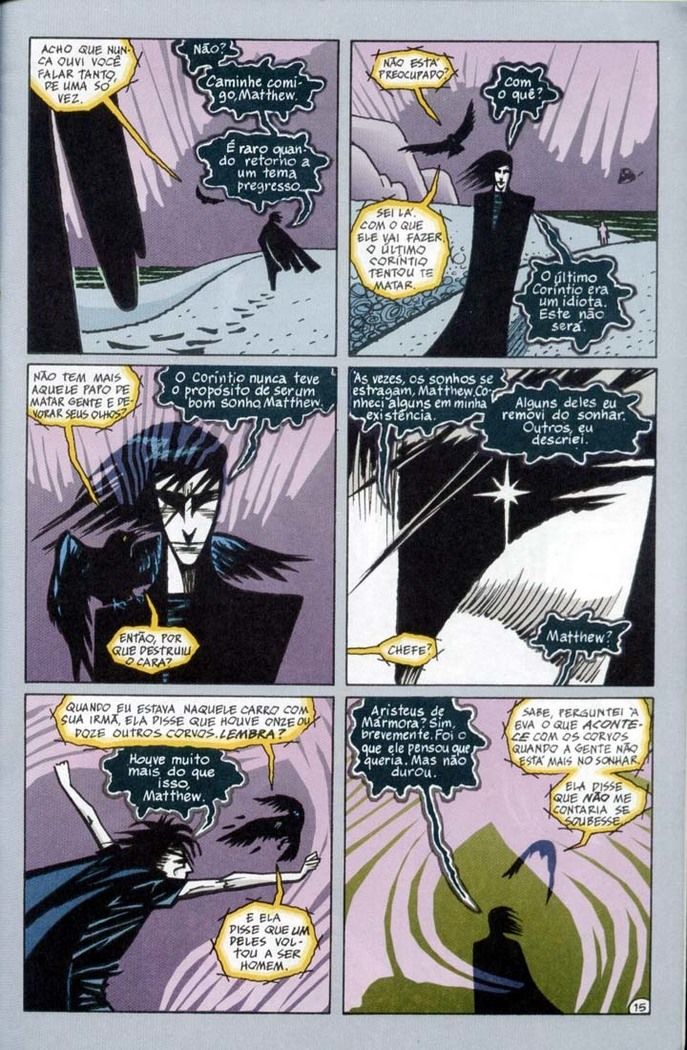 ACHO QUE NUN-
CA OUVI VOCÊ
FALAR TANTO,
DE UMA SÓ
VEZ.
NÃO?
Caminhe comi-
go, Matthew.
É raro quan-
do retorno a
um tema
pregresso.
NÃO ESTÁ
PREOCUPADO?
Com
o quê?
SEI LÁ.
COM O QUE
ELE VAI FAZER.
O ÚLTIMO
CORÍNTIO
TENTOU TE
MATAR.
O último
Coríntio era
um idiota.
Este não
será.
NÃO TEM MAIS
AQUELE PAPO DE
MATAR GENTE E DE-
VORAR SEUS OLHOS?
O Coríntio nunca teve
o propósito de ser um
bom sonho, Matthew.
ENTÃO, POR
QUE DESTRUIU
O CARA?
Às vezes, os sonhos se
estragam, Matthew. Co-
nheci alguns em minha
existência.
Alguns deles eu
removi do sonhar.
Outros, eu
descriei.
CHEFE?
Matthew?
QUANDO EU ESTAVA NAQUELE CARRO COM
SUA IRMÃ, ELA DISSE QUE HOUVE ONZE OU
DOZE OUTROS CORVOS. LEMBRA?
Houve muito
mais do que
isso,
Matthew.
E ELA
DISSE QUE UM
DELES VOL-
TOU A SER
HOMEM.
Aristeus de
Marmora? Sim,
brevemente. Foi o
que ele pensou que
queria. Mas não
durou.
SABE, PERGUNTEI À
EVA O QUE ACONTE-
CE COM OS CORVOS
QUANDO A GENTE NÃO
ESTÁ MAIS NO SONHAR.
ELA DISSE
QUE NÃO ME
CONTARIA SE
SOUBESSE.
15